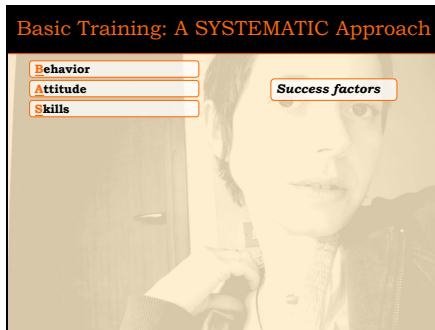 Basic Training: A SYSTEMATIC Approach
Behavior
Attitude
Skills
Success factors